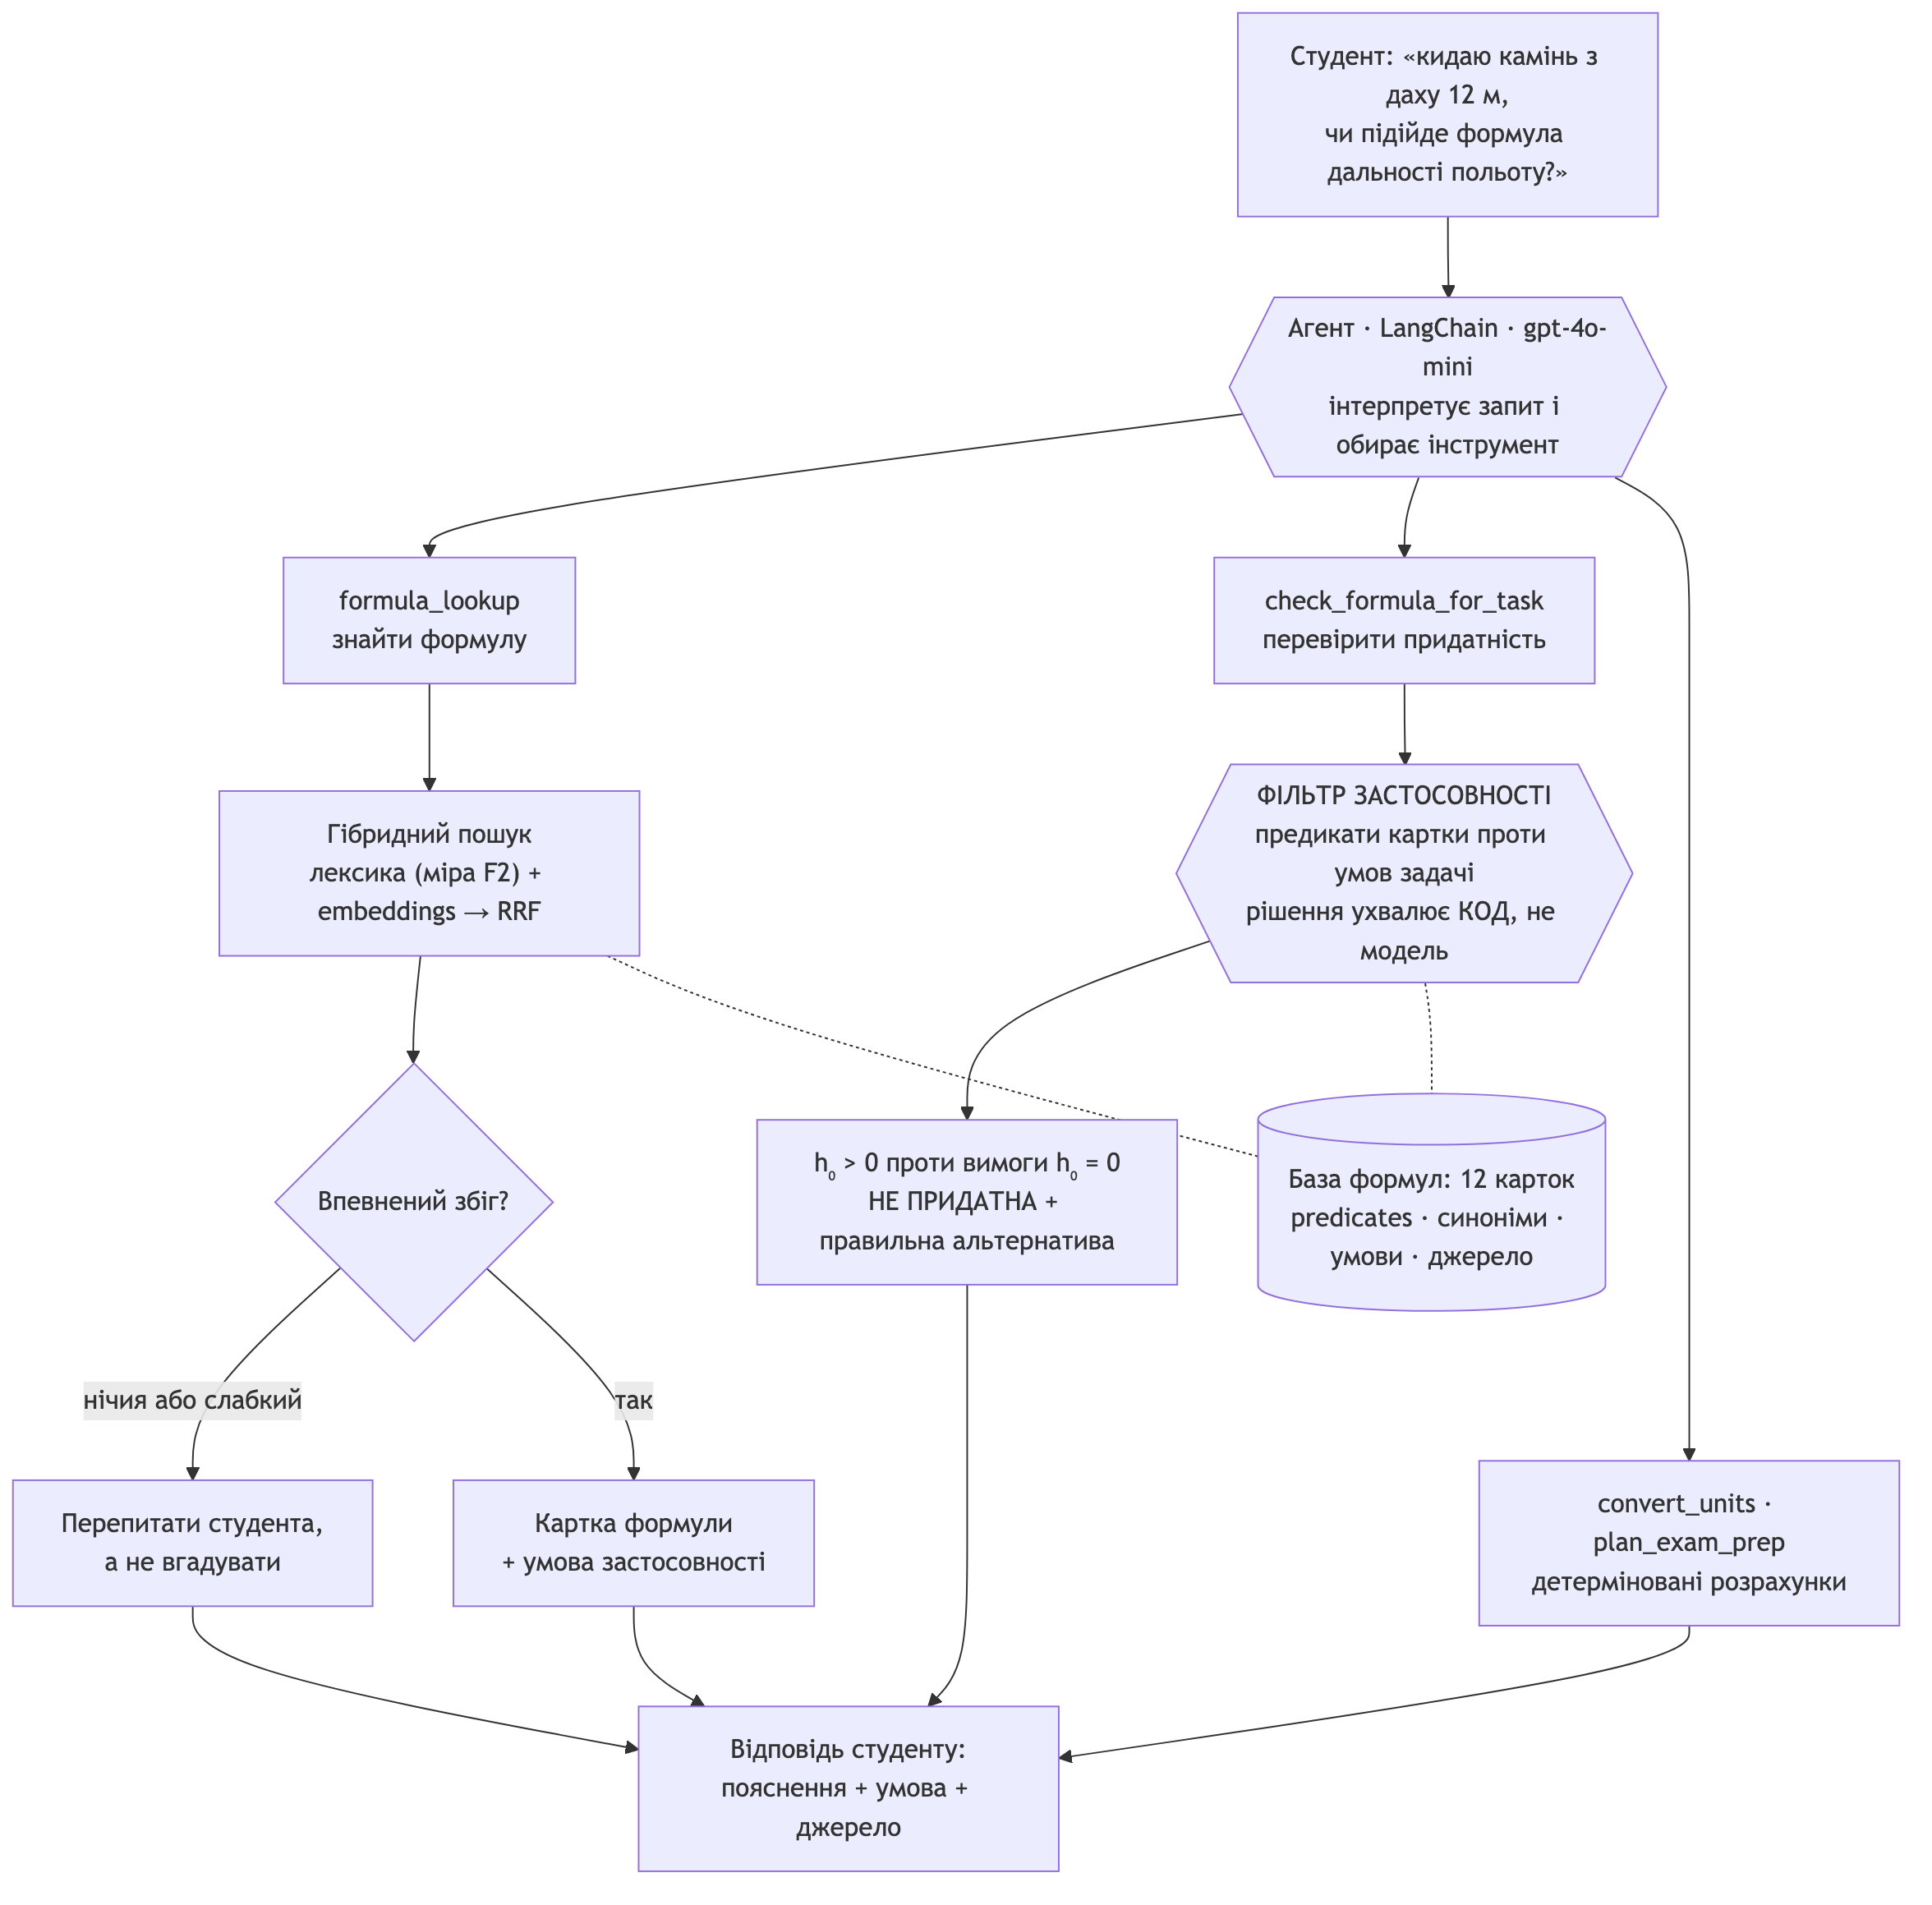 Студент: «кидаю камінь з
даху 12 м,
чи підійде формула
дальності польоту?»
Агент · LangChain · gpt-4o-
mini
інтерпретує запит і
обирає інструмент
formula_lookup
знайти формулу
check_formula_for_task
перевірити придатність
Гібридний пошук
лексика (міра F2) +
embeddings → RRF
ФІЛЬТР ЗАСТОСОВНОСТІ
предикати картки проти
умов задачі
рішення ухвалює КОД, не
модель
Впевнений збіг?
h₀ > 0 проти вимоги h₀ = 0
НЕ ПРИДАТНА +
правильна альтернатива
База формул: 12 карток
predicates · синоніми ·
умови · джерело
нічия або слабкий
так
Перепитати студента,
а не вгадувати
Картка формули
+ умова застосовності
convert_units ·
plan_exam_prep
детерміновані розрахунки
Відповідь студенту:
пояснення + умова +
джерело